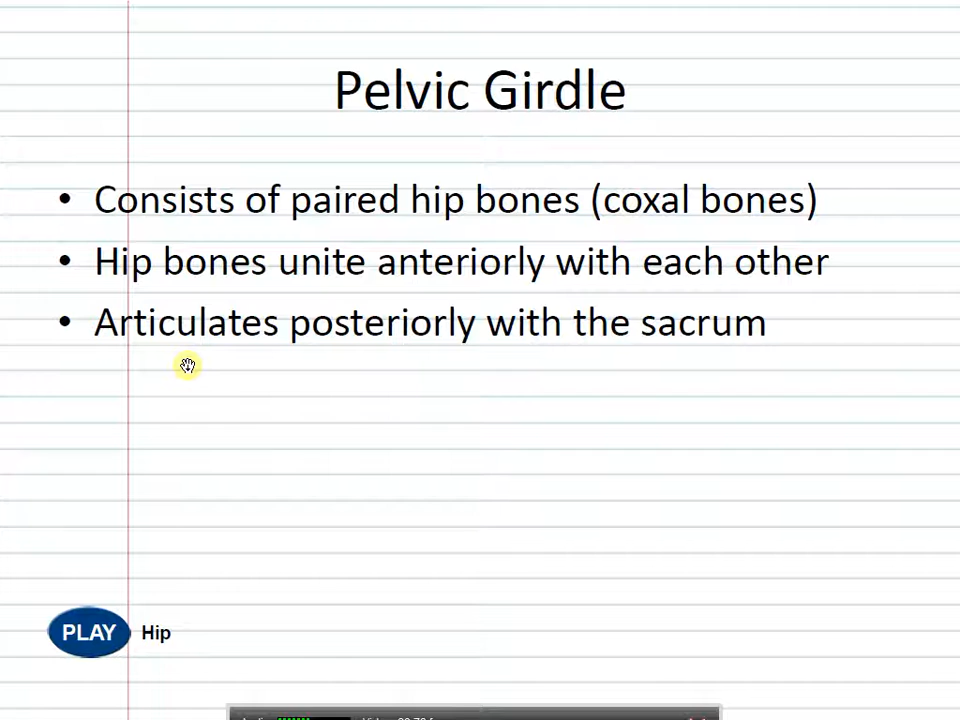 Pelvic Girdle
• Consists of paired hip bones (coxal bones)
• Hip bones unite anteriorly with each other
• Articulates posteriorly with the sacrum
PLAY Hip